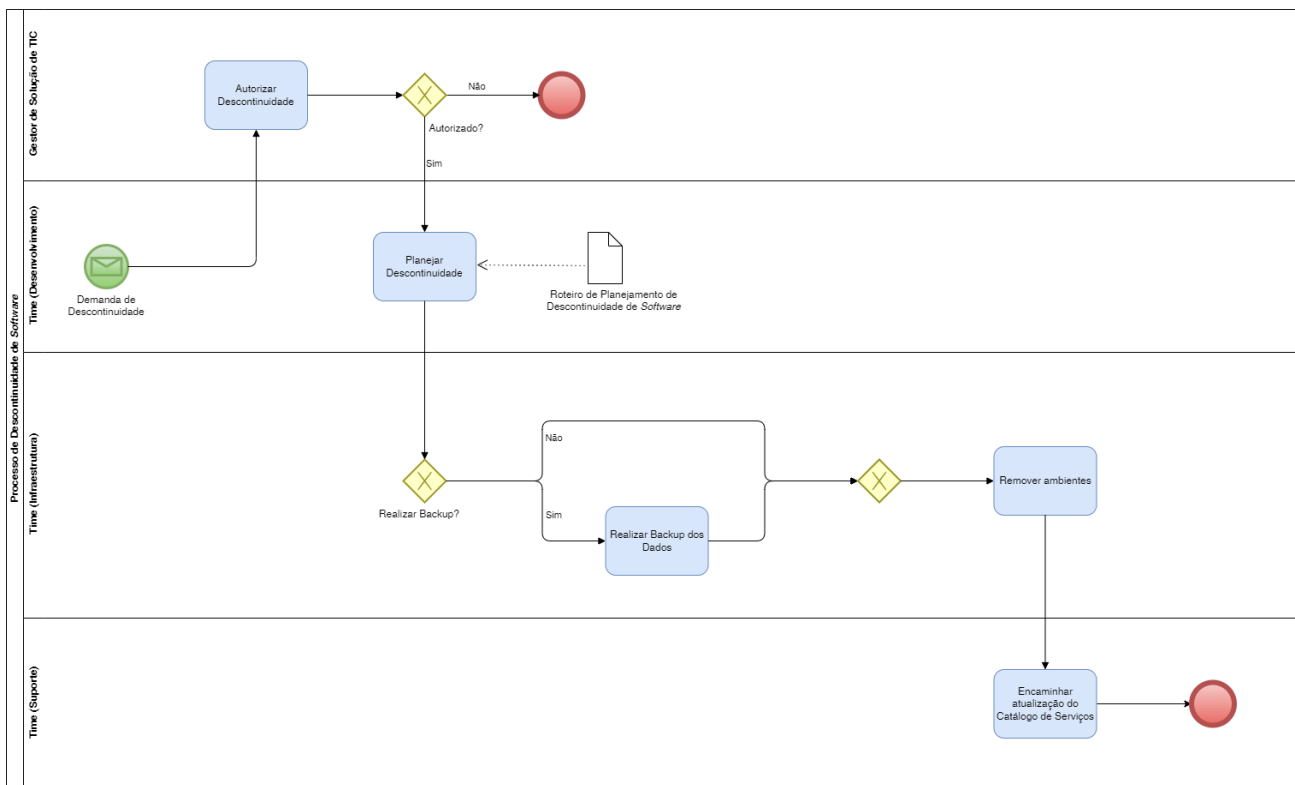 Processo de Descontinuidade de Software
Gestor de Solução de TIC
Autorizar
Descontinuidade
Não
Autorizado?
Sim
Time (Desenvolvimento)
Demanda de
Descontinuidade
Planejar
Descontinuidade
Roteiro de Planejamento de
Descontinuidade de Software
Time (Infraestrutura)
Realizar Backup?
Não
Sim
Realizar Backup dos
Dados
Remover ambientes
Time (Suporte)
Encaminhar
atualização do
Catálogo de Serviços